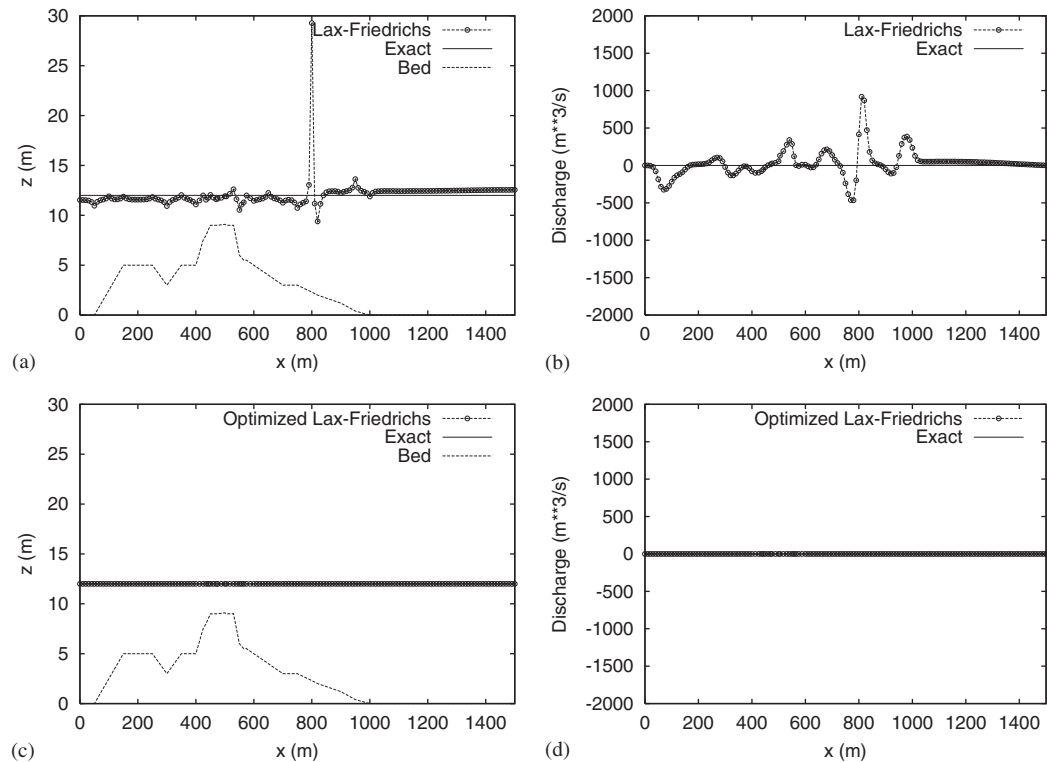 30
25
20
15
10
5
0
z (m)
Lax-Friedrichs
Exact
Bed
0 200 400 600 800 1000 1200 1400
x (m)
(a)
2000
1500
1000
500
0
-500
-1000
-1500
-2000
Discharge (m**3/s)
Lax-Friedrichs
Exact
0 200 400 600 800 1000 1200 1400
x (m)
(b)
30
25
20
15
10
5
0
z (m)
Optimized Lax-Friedrichs
Exact
Bed
0 200 400 600 800 1000 1200 1400
x (m)
(c)
2000
1500
1000
500
0
-500
-1000
-1500
-2000
Discharge (m**3/s)
Optimized Lax-Friedrichs
Exact
0 200 400 600 800 1000 1200 1400
x (m)
(d)